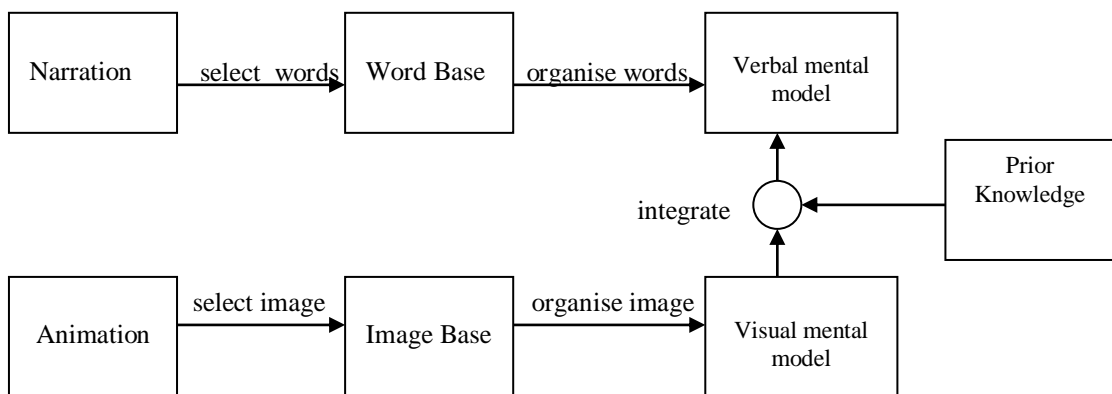 Narration
select words
Word Base
organise words
Verbal mental
model
Prior
Knowledge
integrate
Animation
select image
Image Base
organise image
Visual mental
model